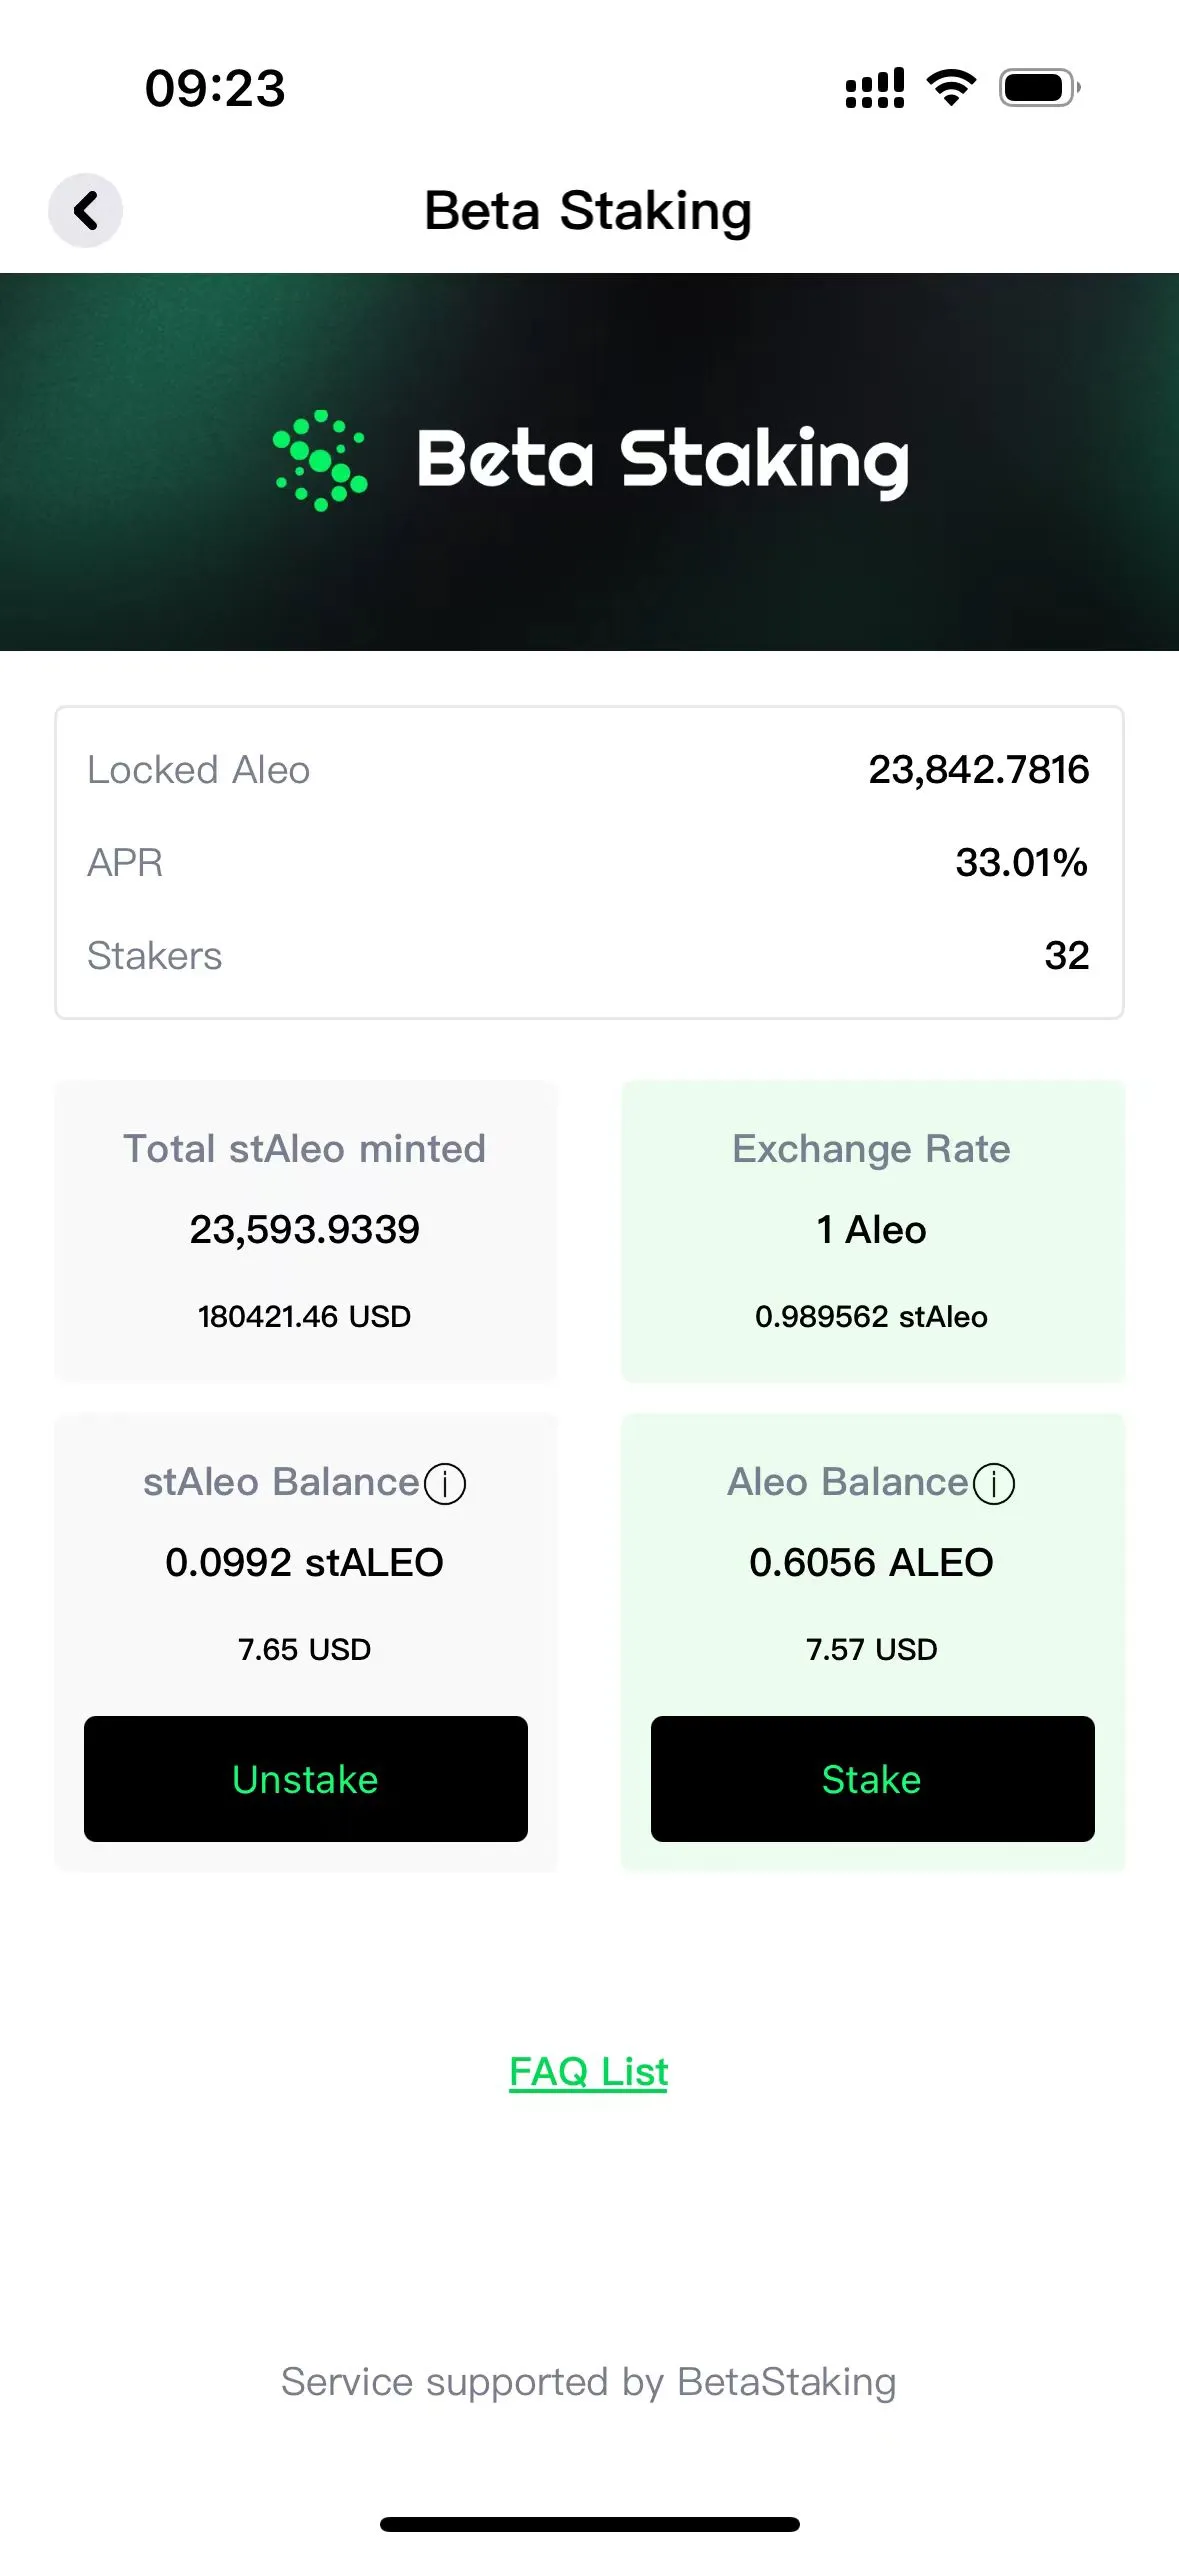 09:23
Beta Staking
Beta Staking
Locked Aleo 23,842.7816
APR 33.01%
Stakers 32
Total stAleo minted
23,593.9339
180421.46 USD
Exchange Rate
1 Aleo
0.989562 stAleo
stAleo Balance
0.0992 stALEO
7.65 USD
Unstake
Aleo Balance
0.6056 ALEO
7.57 USD
Stake
FAQ List
Service supported by BetaStaking